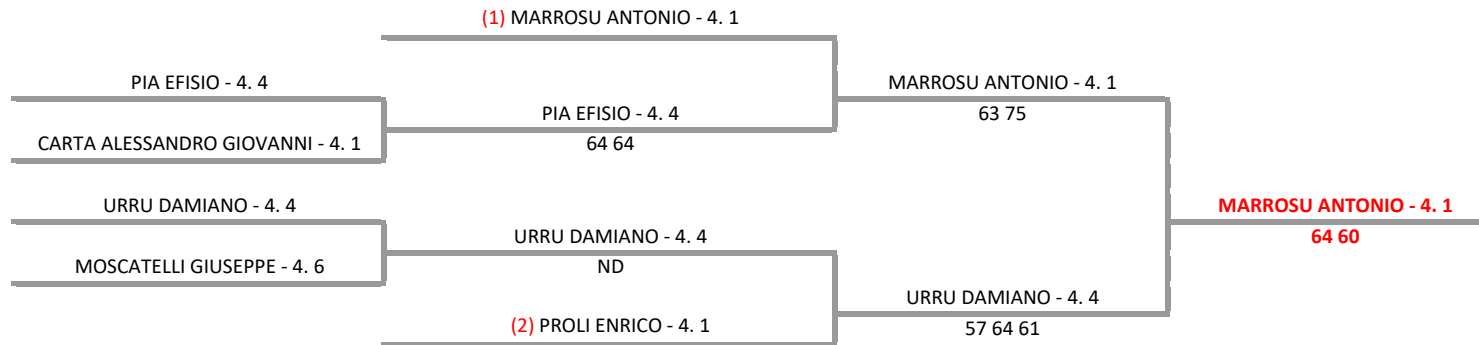 (1) MARROSU ANTONIO - 4. 1
PIA EFISIO - 4. 4
MARROSU ANTONIO - 4. 1
PIA EFISIO - 4. 4
63 75
CARTA ALESSANDRO GIOVANNI - 4. 1
64 64
URRU DAMIANO - 4. 4
MARROSU ANTONIO - 4. 1
URRU DAMIANO - 4. 4
64 60
MOSCATELLI GIUSEPPE - 4. 6
ND
URRU DAMIANO - 4. 4
(2) PROLI ENRICO - 4. 1
57 64 61